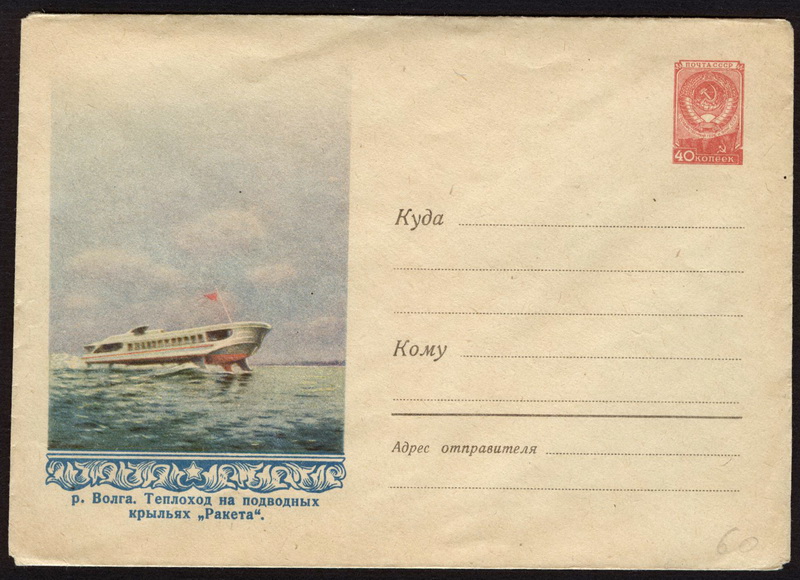 ПОЧТА СССР
40 КОПЕЕК
Куда
Кому
Адрес отправителя
р. Волга. Теплоход на подводных
крыльях „Ракета“.
60